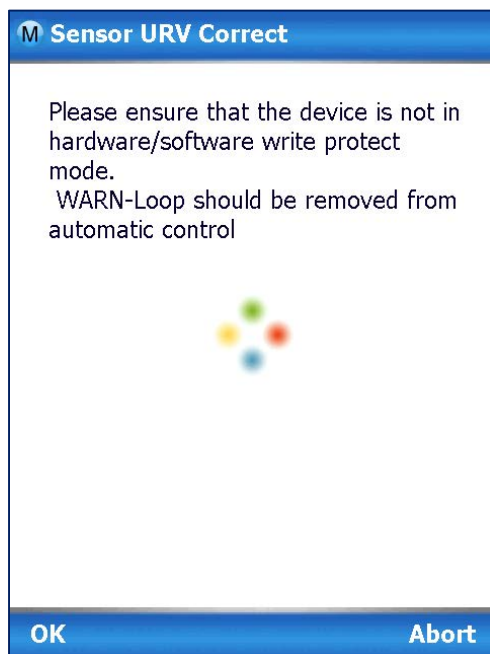 M Sensor URV Correct
Please ensure that the device is not in
hardware/software write protect
mode.
WARN-Loop should be removed from
automatic control
OK Abort